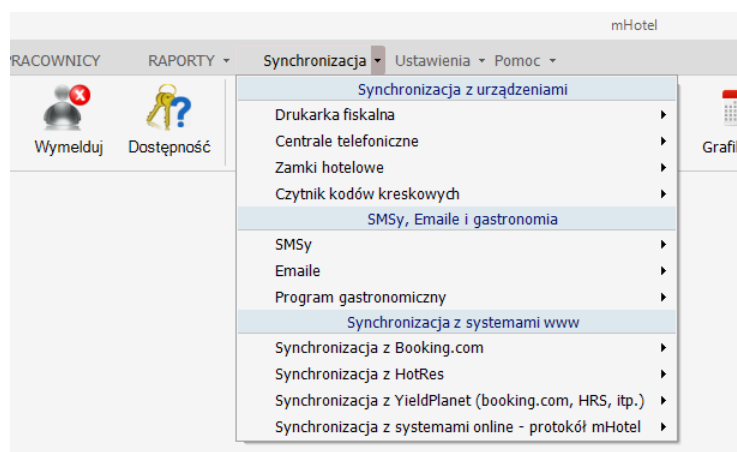 mHotel
PRACOWNICY RAPORTY Synchronizacja Ustawienia Pomoc
Wymelduj Dostępność
Synchronizacja z urządzeniami
Drukarka fiskalna
Centrale telefoniczne
Zamki hotelowe
Czytnik kodów kreskowych
SMSy, Emaile i gastronomia
SMSy
Emaile
Program gastronomiczny
Synchronizacja z systemami www
Synchronizacja z Booking.com
Synchronizacja z HotRes
Synchronizacja z YieldPlanet (booking.com, HRS, itp.)
Synchronizacja z systemami online - protokół mHotel